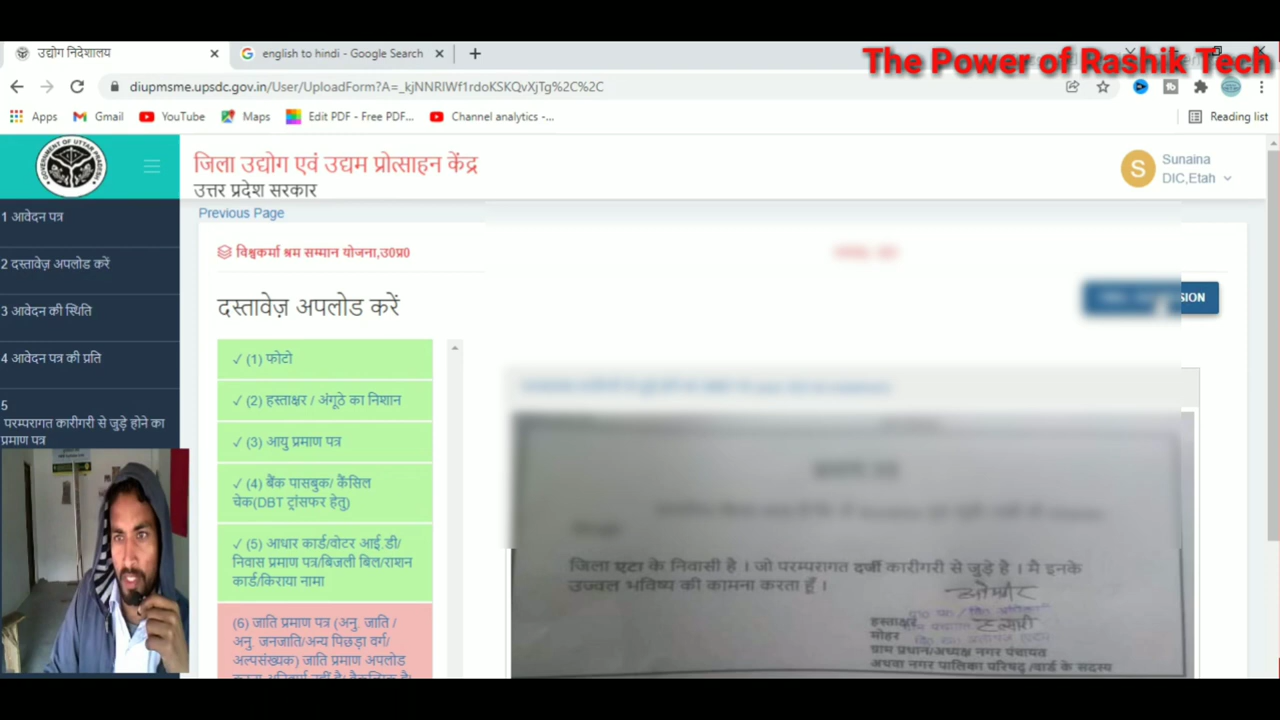 उद्योग निदेशालय
english to hindi - Google Search
The Power of Rashik Tech
diupmsme.upsdc.gov.in/User/UploadForm?A=_kjNNRlWf1rdoKSKQvXjTg%2C%2C
Apps
Gmail
YouTube
Maps
Edit PDF - Free PDF...
Channel analytics -...
Reading list
GOVERNMENT OF UTTAR PRADESH
जिला उद्योग एवं उद्यम प्रोत्साहन केंद्र
उत्तर प्रदेश सरकार
S
Sunaina
DIC,Etah
Previous Page
1 आवेदन पत्र
2 दस्तावेज़ अपलोड करें
3 आवेदन की स्थिति
4 आवेदन पत्र की प्रति
5
परम्परागत कारीगरी से जुड़े होने का
प्रमाण पत्र
विश्वकर्मा श्रम सम्मान योजना,उ0प्र0
दस्तावेज़ अपलोड करें
✓ (1) फोटो
✓ (2) हस्ताक्षर / अंगूठे का निशान
✓ (3) आयु प्रमाण पत्र
✓ (4) बैंक पासबुक/ कैंसिल
चेक(DBT ट्रांसफर हेतु)
✓ (5) आधार कार्ड/वोटर आई.डी/
निवास प्रमाण पत्र/बिजली बिल/राशन
कार्ड/किराया नामा
(6) जाति प्रमाण पत्र (अनु. जाति /
अनु. जनजाति/अन्य पिछड़ा वर्ग/
अल्पसंख्यक) जाति प्रमाण अपलोड
जिला एटा के निवासी है । जो परम्परागत दर्जी कारीगरी से जुड़े है । मै इनके
उज्वल भविष्य की कामना करता हूँ ।
हस्ताक्षर
मोहर
ग्राम प्रधान/अध्यक्ष नगर पंचायत
अथवा नगर पालिका परिषद /वार्ड के सदस्य